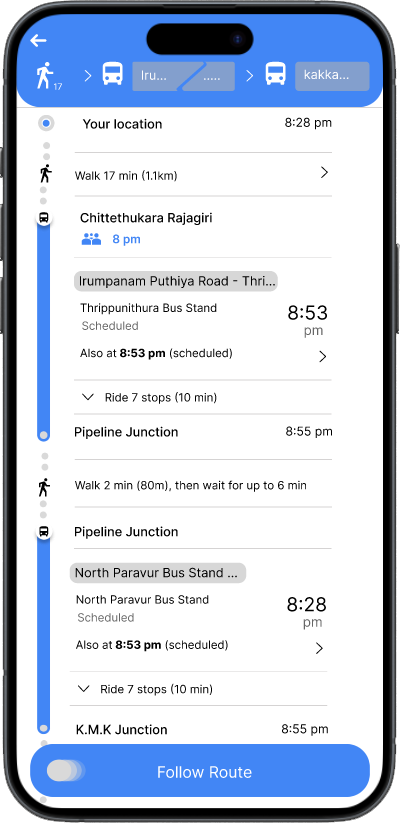 17
Iru...
.....
kakka...
Your location 8:28 pm
Walk 17 min (1.1km)
Chittethukara Rajagiri
8 pm
Irumpanam Puthiya Road - Thri...
Thrippunithura Bus Stand 8:53
Scheduled pm
Also at 8:53 pm (scheduled)
Ride 7 stops (10 min)
Pipeline Junction 8:55 pm
Walk 2 min (80m), then wait for up to 6 min
Pipeline Junction
North Paravur Bus Stand ...
North Paravur Bus Stand 8:28
Scheduled pm
Also at 8:53 pm (scheduled)
Ride 7 stops (10 min)
K.M.K Junction 8:55 pm
Follow Route